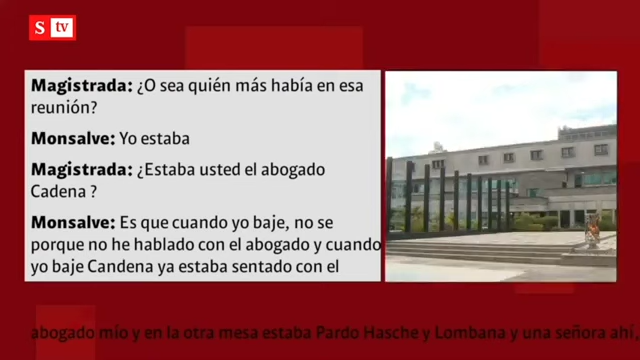 S tv
Magistrada: ¿O sea quién más había en esa
reunión?
Monsalve: Yo estaba
Magistrada: ¿Estaba usted el abogado
Cadena ?
Monsalve: Es que cuando yo baje, no se
porque no he hablado con el abogado y cuando
yo baje Candena ya estaba sentado con el
abogado mío y en la otra mesa estaba Pardo Hasche y Lombana y una señora ahí,